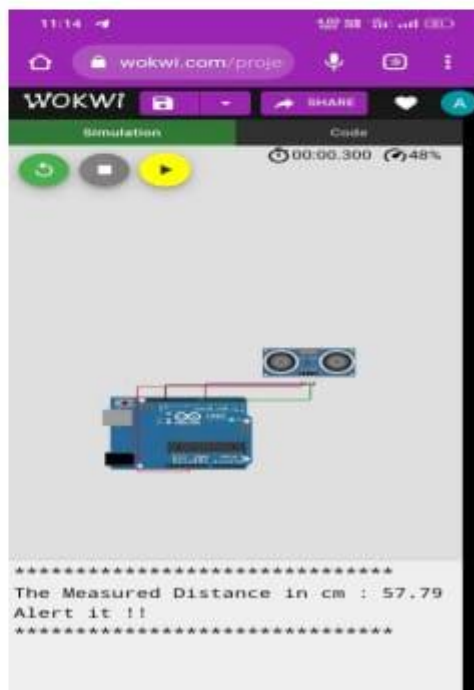 11:14
wokwi.com/proje
WOKWI
SHARE
A
Simulation
Code
00:00.300
48%
********************************
The Measured Distance in cm : 57.79
Alert it !!
********************************